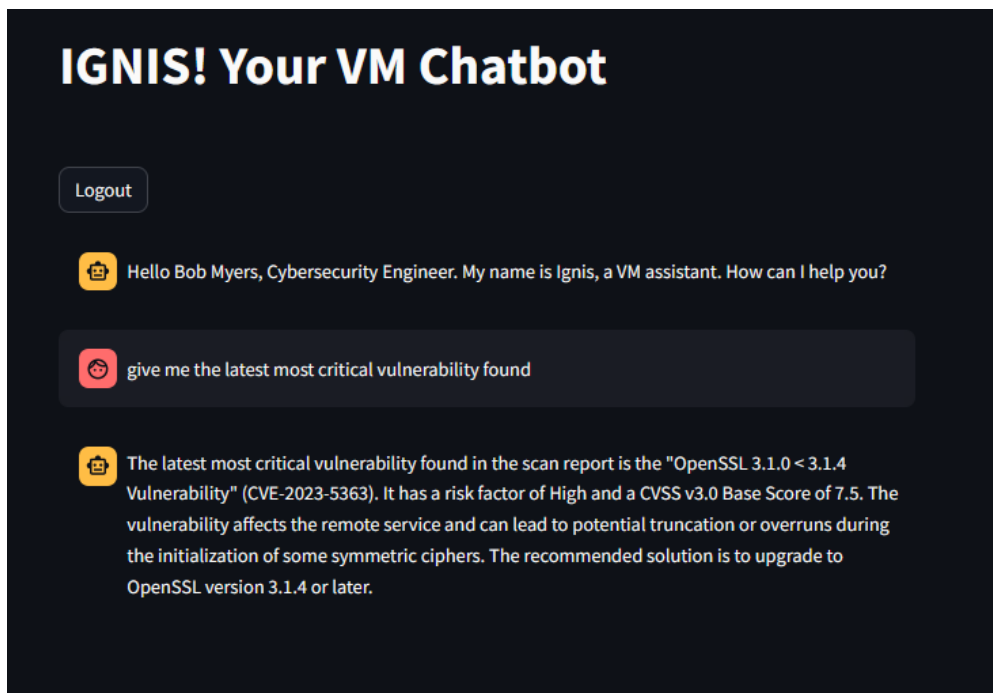 IGNIS! Your VM Chatbot
Logout
Hello Bob Myers, Cybersecurity Engineer. My name is Ignis, a VM assistant. How can I help you?
give me the latest most critical vulnerability found
The latest most critical vulnerability found in the scan report is the "OpenSSL 3.1.0 < 3.1.4
Vulnerability" (CVE-2023-5363). It has a risk factor of High and a CVSS v3.0 Base Score of 7.5. The
vulnerability affects the remote service and can lead to potential truncation or overruns during
the initialization of some symmetric ciphers. The recommended solution is to upgrade to
OpenSSL version 3.1.4 or later.